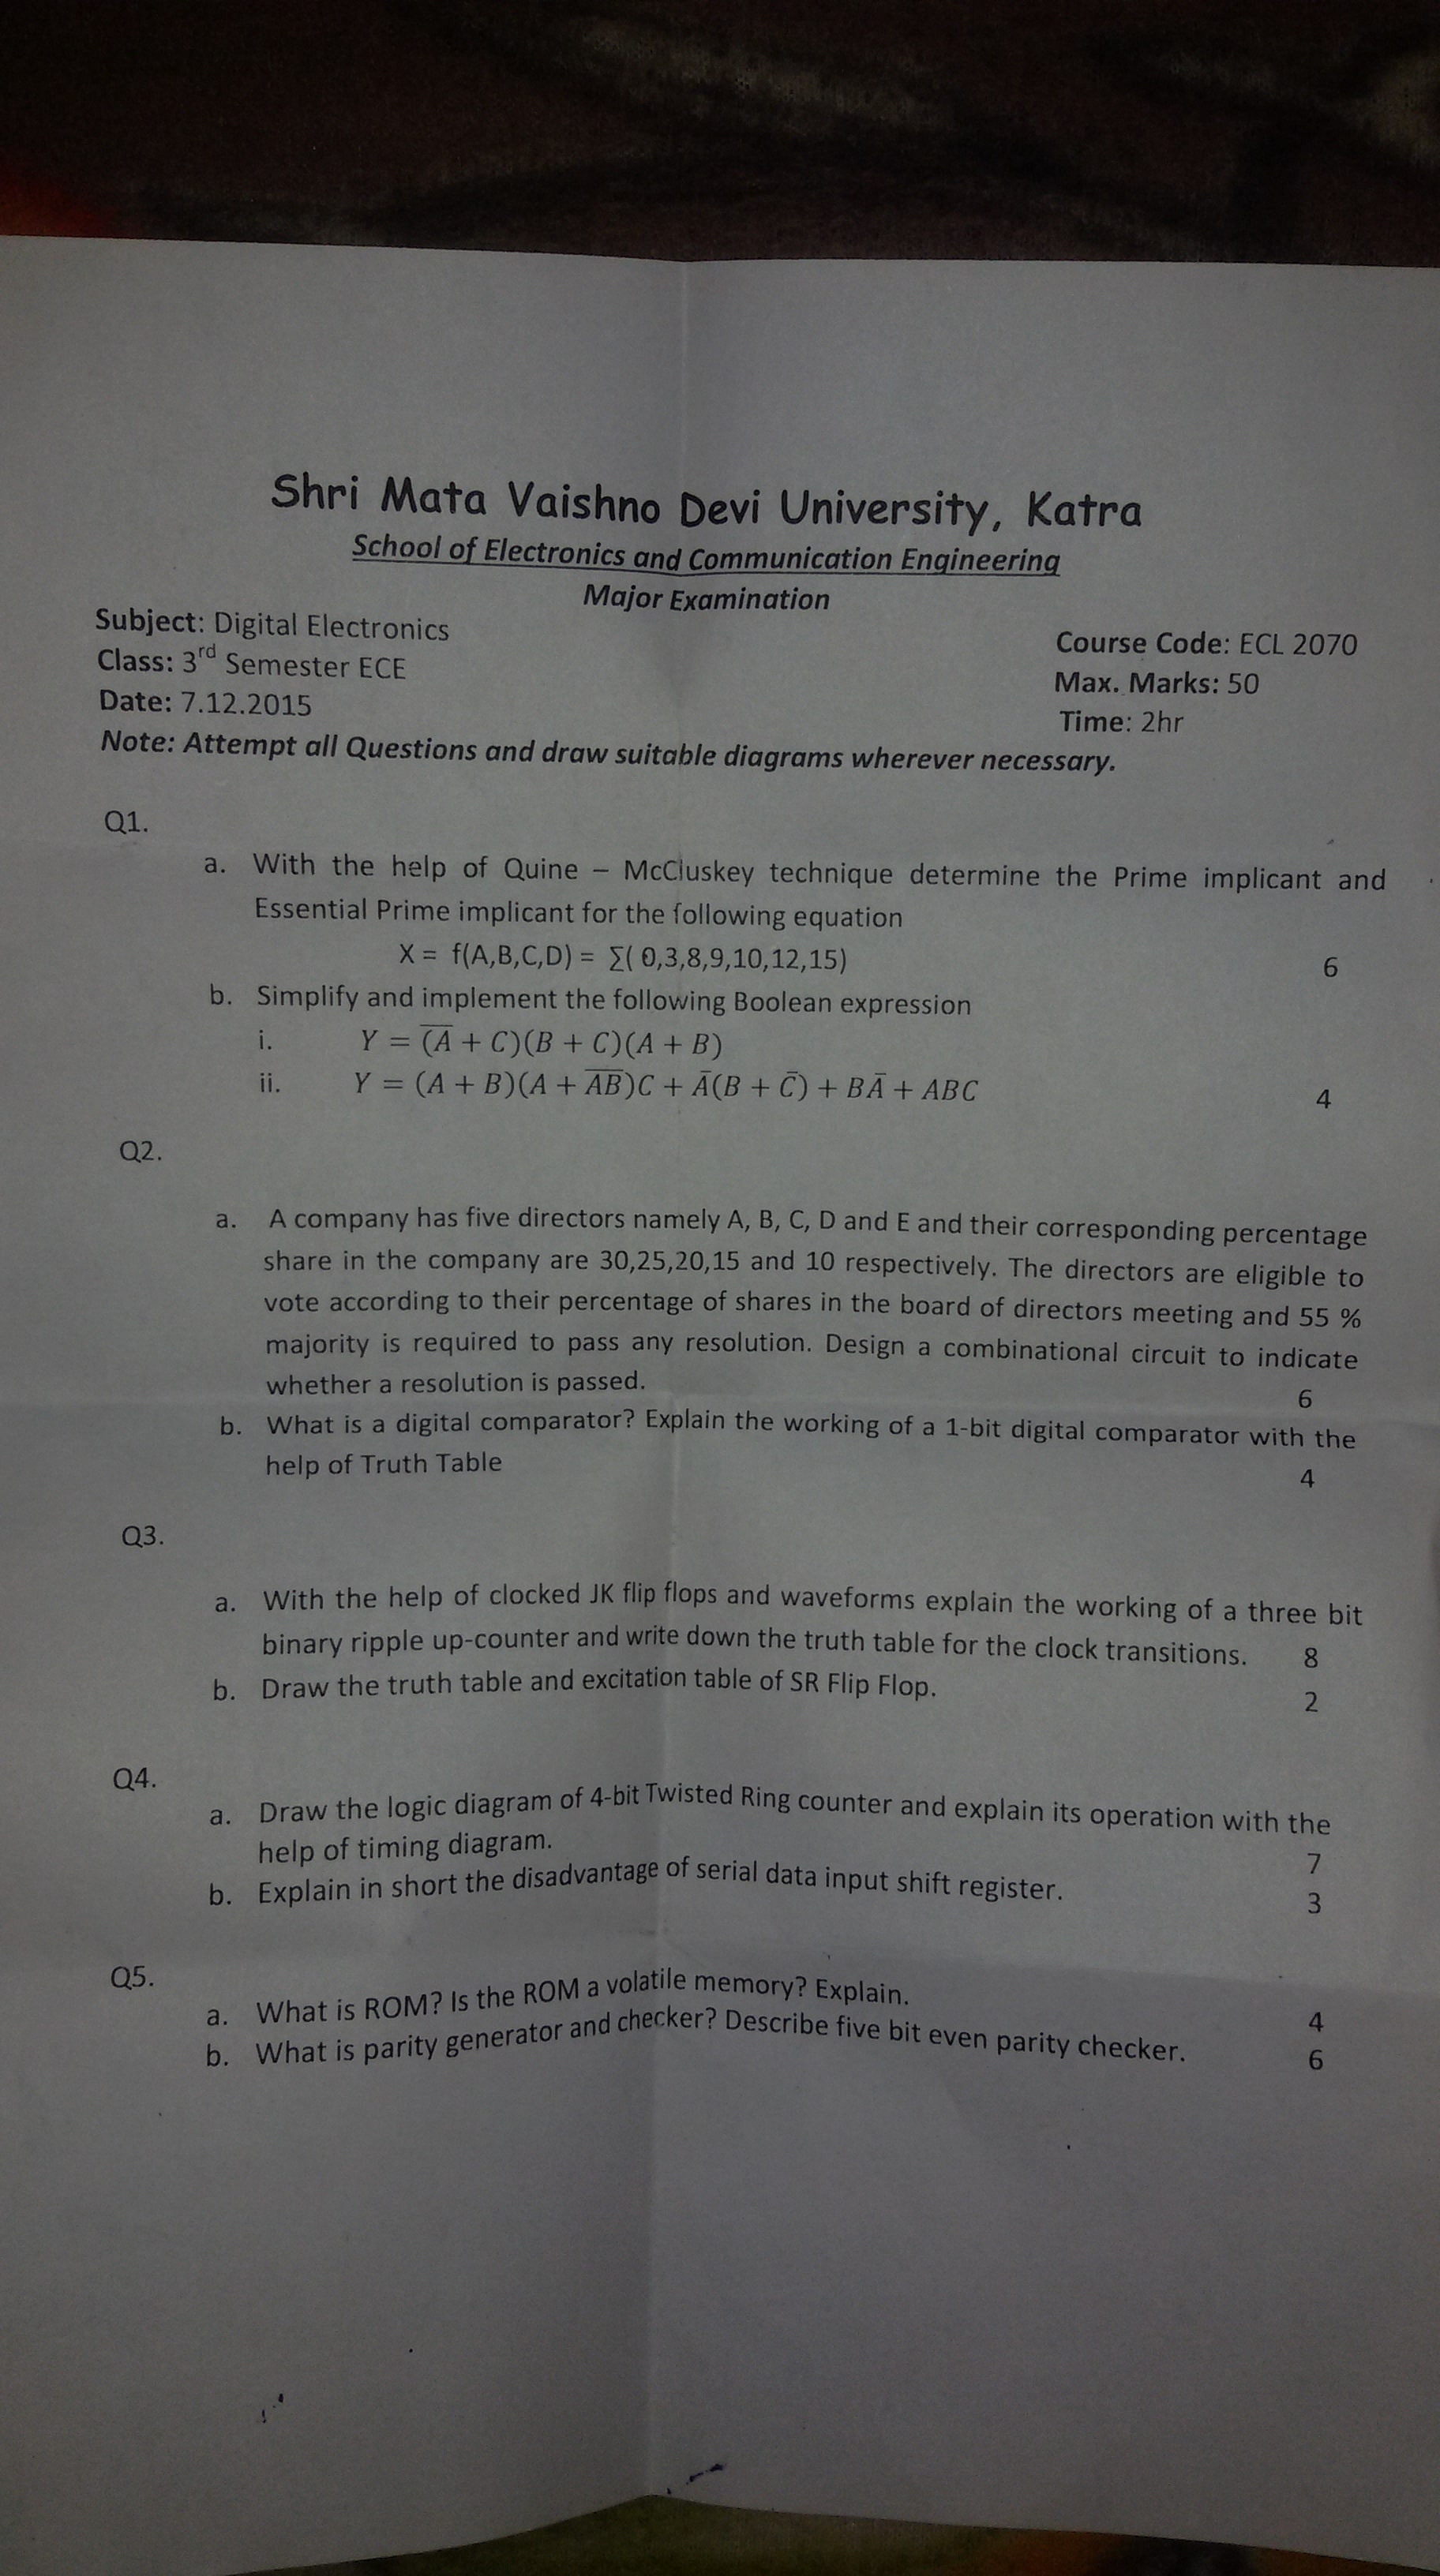 Shri Mata Vaishno Devi University, Katra
School of Electronics and Communication Engineering
Major Examination
Subject: Digital Electronics
Course Code: ECL 2070
Class: 3rd Semester ECE
Max. Marks: 50
Date: 7.12.2015
Time: 2hr
Note: Attempt all Questions and draw suitable diagrams wherever necessary.
Q1.
a. With the help of Quine – McCluskey technique determine the Prime implicant and
Essential Prime implicant for the following equation
X = f(A,B,C,D) = ∑( 0,3,8,9,10,12,15) 6
b. Simplify and implement the following Boolean expression
i. Y = (A̅ + C)(B + C)(A + B)
ii. Y = (A + B)(A + A̅B̅)C + A̅(B + C̅) + BA̅ + ABC 4
Q2.
a. A company has five directors namely A, B, C, D and E and their corresponding percentage
share in the company are 30,25,20,15 and 10 respectively. The directors are eligible to
vote according to their percentage of shares in the board of directors meeting and 55 %
majority is required to pass any resolution. Design a combinational circuit to indicate
whether a resolution is passed. 6
b. What is a digital comparator? Explain the working of a 1-bit digital comparator with the
help of Truth Table 4
Q3.
a. With the help of clocked JK flip flops and waveforms explain the working of a three bit
binary ripple up-counter and write down the truth table for the clock transitions. 8
b. Draw the truth table and excitation table of SR Flip Flop. 2
Q4.
a. Draw the logic diagram of 4-bit Twisted Ring counter and explain its operation with the
help of timing diagram. 7
b. Explain in short the disadvantage of serial data input shift register. 3
Q5.
a. What is ROM? Is the ROM a volatile memory? Explain. 4
b. What is parity generator and checker? Describe five bit even parity checker. 6